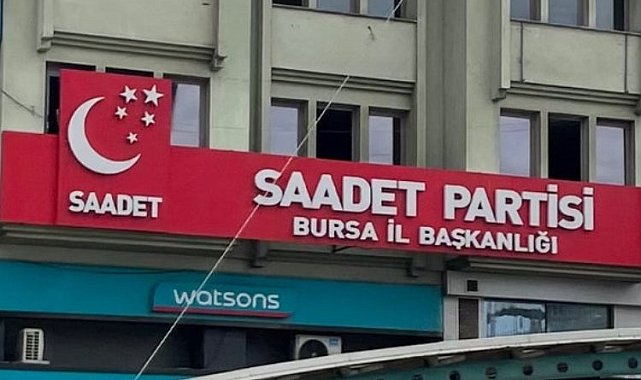 SAADET
SAADET PARTİSİ
BURSA İL BAŞKANLIĞI
watsons